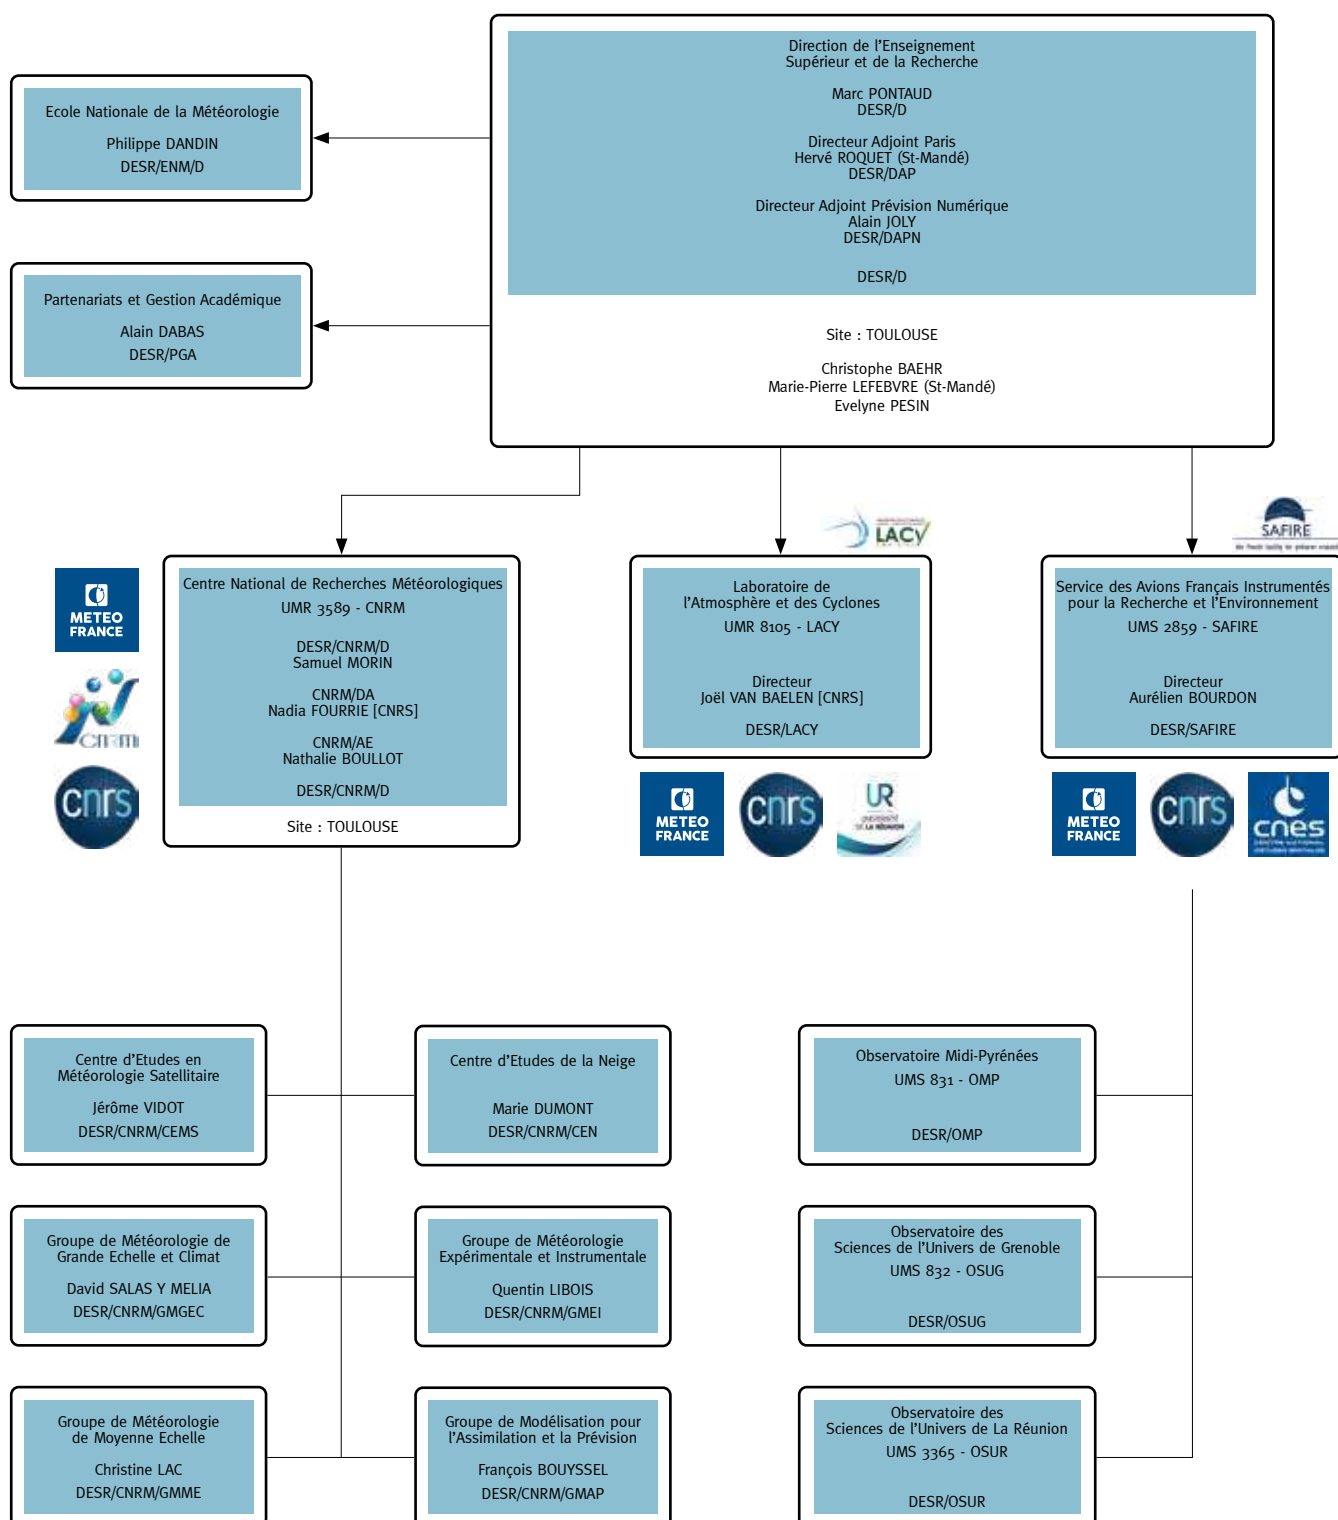 Direction de l'Enseignement
Supérieur et de la Recherche
Marc PONTAUD
DESR/D
Directeur Adjoint Paris
Hervé ROQUET (St-Mandé)
DESR/DAP
Directeur Adjoint Prévision Numérique
Alain JOLY
DESR/DAPN
DESR/D
Site : TOULOUSE
Christophe BAEHR
Marie-Pierre LEFEBVRE (St-Mandé)
Evelyne PESIN
Ecole Nationale de la Météorologie
Philippe DANDIN
DESR/ENM/D
Partenariats et Gestion Académique
Alain DABAS
DESR/PGA
METEO
FRANCE
cnrm
cnrs
Centre National de Recherches Météorologiques
UMR 3589 - CNRM
DESR/CNRM/D
Samuel MORIN
CNRM/DA
Nadia FOURRIE [CNRS]
CNRM/AE
Nathalie BOULLOT
DESR/CNRM/D
Site : TOULOUSE
LACy
Laboratoire de
l'Atmosphère et des Cyclones
UMR 8105 - LACY
Directeur
Joël VAN BAELEN [CNRS]
DESR/LACY
METEO
FRANCE
cnrs
UR
UNIVERSITÉ
DE LA RÉUNION
SAFIRE
Service des Avions Français Instrumentés
pour la Recherche et l'Environnement
UMS 2859 - SAFIRE
Directeur
Aurélien BOURDON
DESR/SAFIRE
METEO
FRANCE
cnrs
cnes
Centre d'Etudes en
Météorologie Satellitaire
Jérôme VIDOT
DESR/CNRM/CEMS
Centre d'Etudes de la Neige
Marie DUMONT
DESR/CNRM/CEN
Observatoire Midi-Pyrénées
UMS 831 - OMP
DESR/OMP
Groupe de Météorologie de
Grande Echelle et Climat
David SALAS Y MELIA
DESR/CNRM/GMGEC
Groupe de Météorologie
Expérimentale et Instrumentale
Quentin LIBOIS
DESR/CNRM/GMEI
Observatoire des
Sciences de l'Univers de Grenoble
UMS 832 - OSUG
DESR/OSUG
Groupe de Météorologie
de Moyenne Echelle
Christine LAC
DESR/CNRM/GMME
Groupe de Modélisation pour
l'Assimilation et la Prévision
François BOUYSSEL
DESR/CNRM/GMAP
Observatoire des
Sciences de l'Univers de La Réunion
UMS 3365 - OSUR
DESR/OSUR